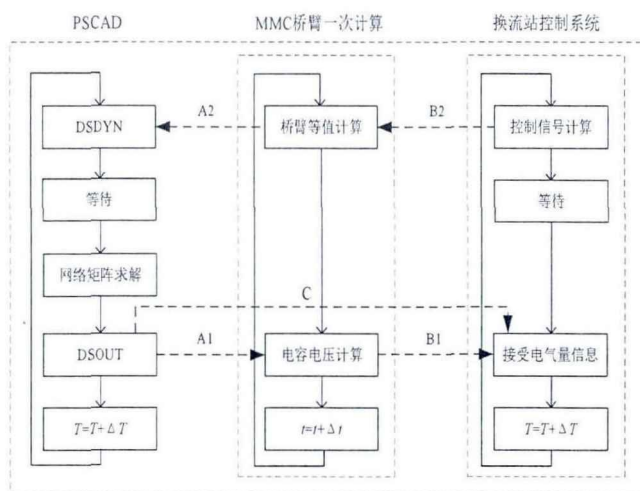 PSCAD
MMC桥臂一次计算
换流站控制系统
DSDYN
A2
桥臂等值计算
B2
控制信号计算
等待
等待
网络矩阵求解
C
DSOUT
A1
电容电压计算
B1
接受电气量信息
T=T+ΔT
t=t+Δt
T=T+ΔT